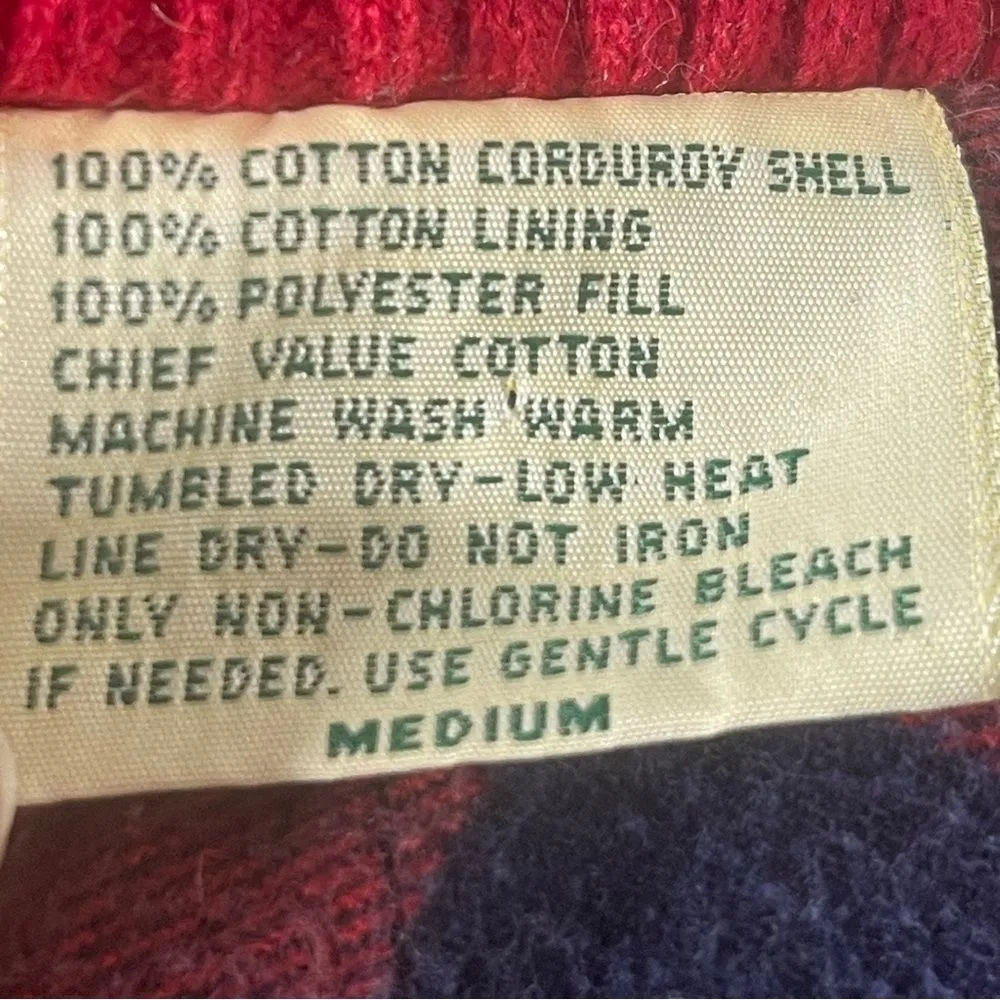 100% COTTON CORDUROY SHELL
100% COTTON LINING
100% POLYESTER FILL
CHIEF VALUE COTTON
MACHINE WASH WARM
TUMBLED DRY-LOW HEAT
LINE DRY-DO NOT IRON
ONLY NON-CHLORINE BLEACH
IF NEEDED. USE GENTLE CYCLE
MEDIUM